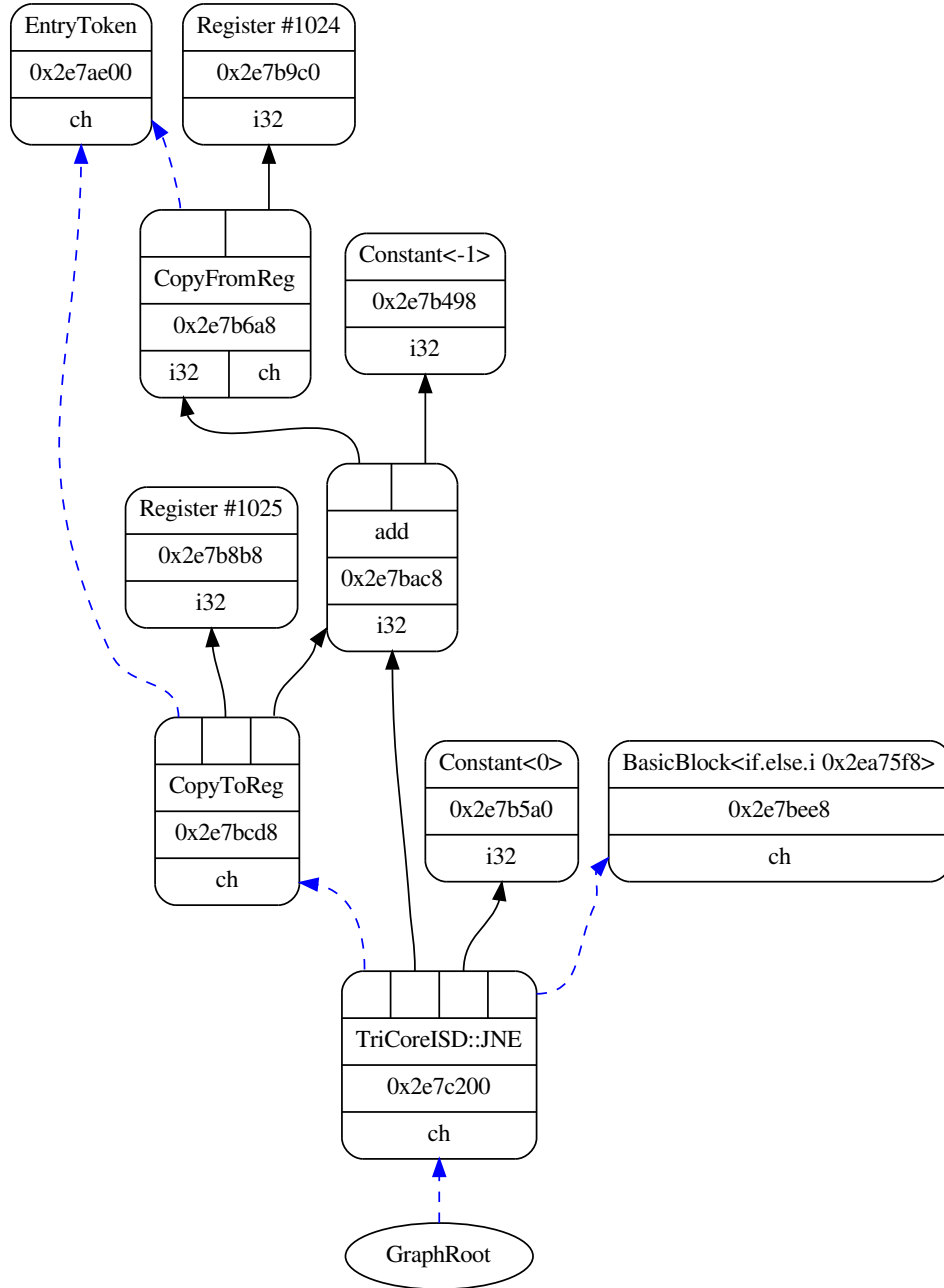 EntryToken
0x2e7ae00
ch
Register #1024
0x2e7b9c0
i32
CopyFromReg
0x2e7b6a8
i32
ch
Constant<-1>
0x2e7b498
i32
add
0x2e7bac8
i32
Register #1025
0x2e7b8b8
i32
CopyToReg
0x2e7bcd8
ch
Constant<0>
0x2e7b5a0
i32
BasicBlock<if.else.i 0x2ea75f8>
0x2e7bee8
ch
TriCoreISD::JNE
0x2e7c200
ch
GraphRoot